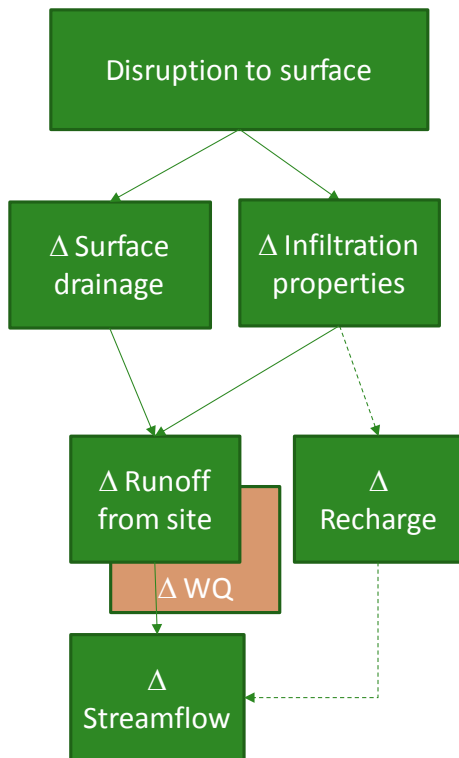 Disruption to surface
Δ Surface
drainage
Δ Infiltration
properties
Δ Runoff
from site
Δ
Recharge
Δ WQ
Δ
Streamflow